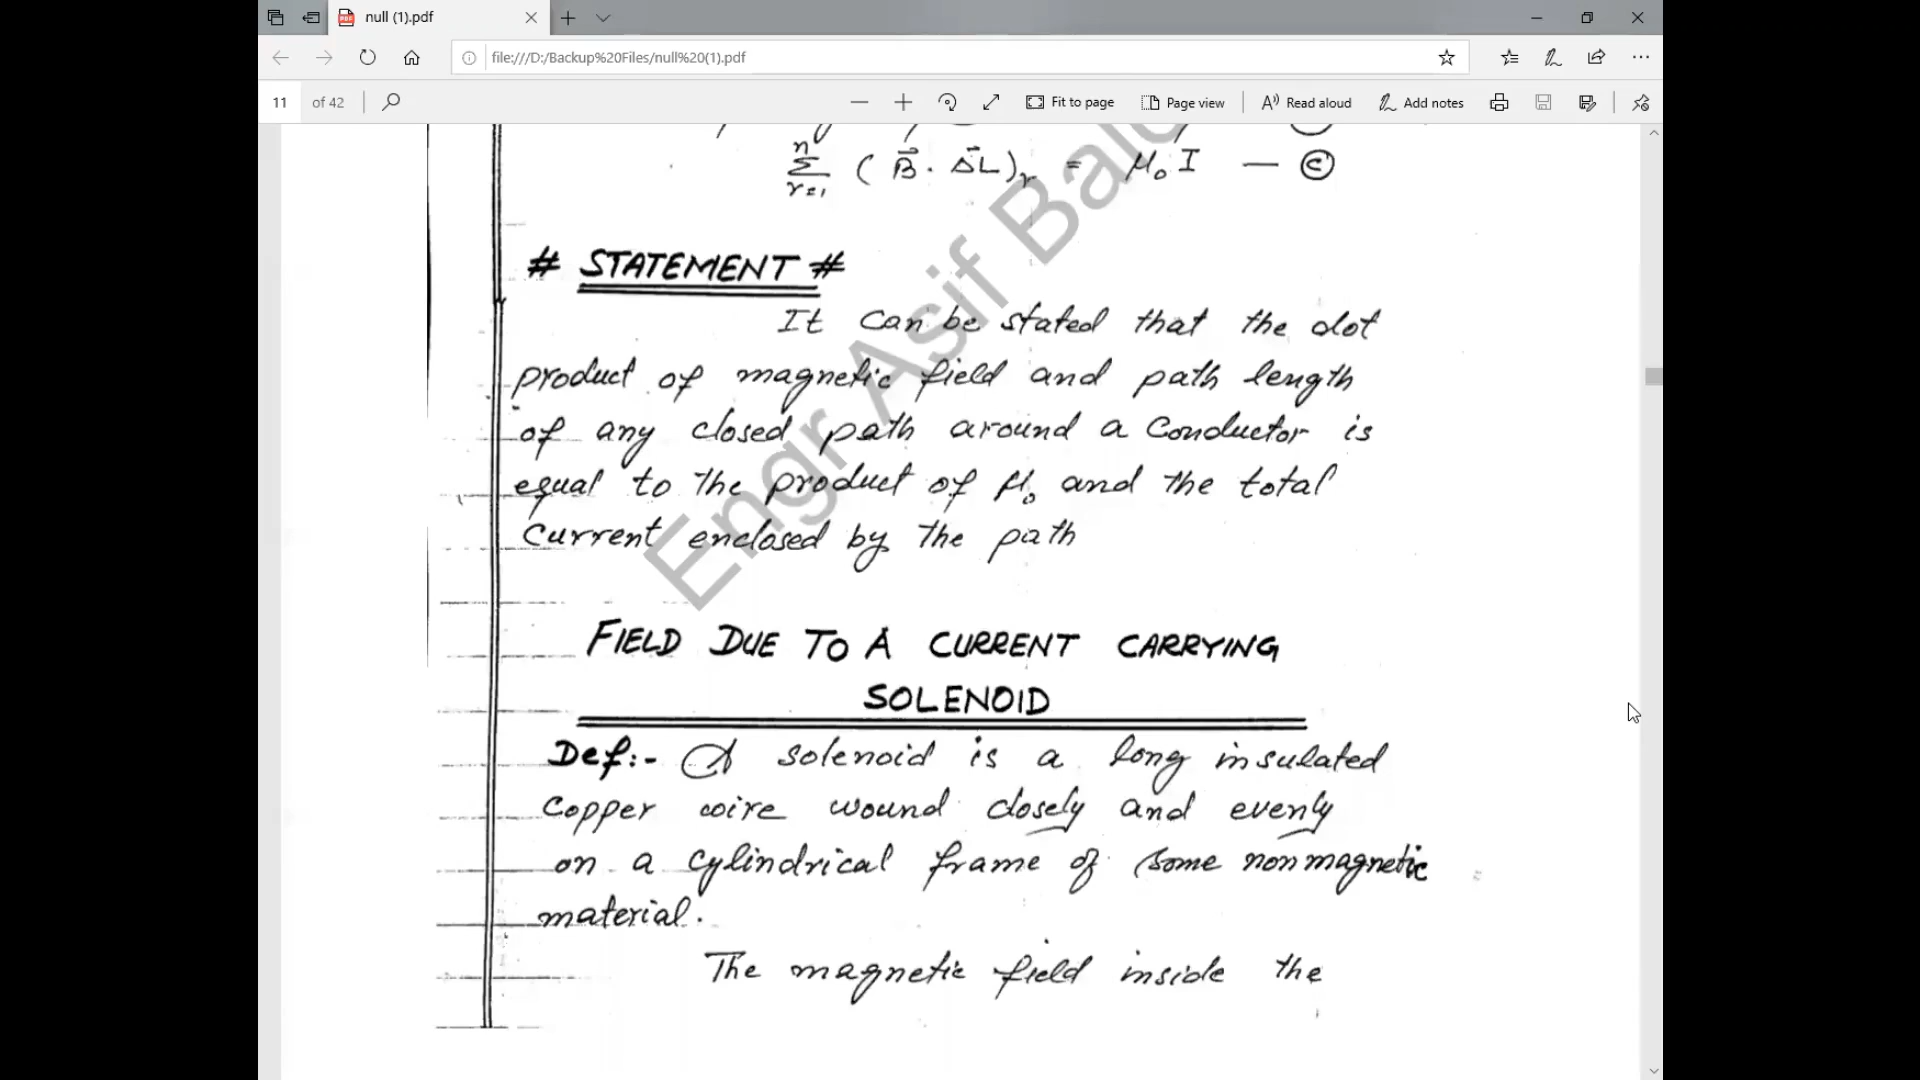 null (1).pdf
file:///D:/Backup%20Files/null%20(1).pdf
11 of 42 Fit to page Page view Read aloud Add notes
n
Σ ( B⃗ . ΔL⃗ )r = μ₀ I — ©
r=1
# STATEMENT #
It can be stated that the dot
product of magnetic field and path length
of any closed path around a conductor is
equal to the product of μ₀ and the total
current enclosed by the path
FIELD DUE TO A CURRENT CARRYING
SOLENOID
Def:- A solenoid is a long insulated
copper wire wound closely and evenly
on a cylindrical frame of some nonmagnetic
material.
The magnetic field inside the
Engr Asif Balo